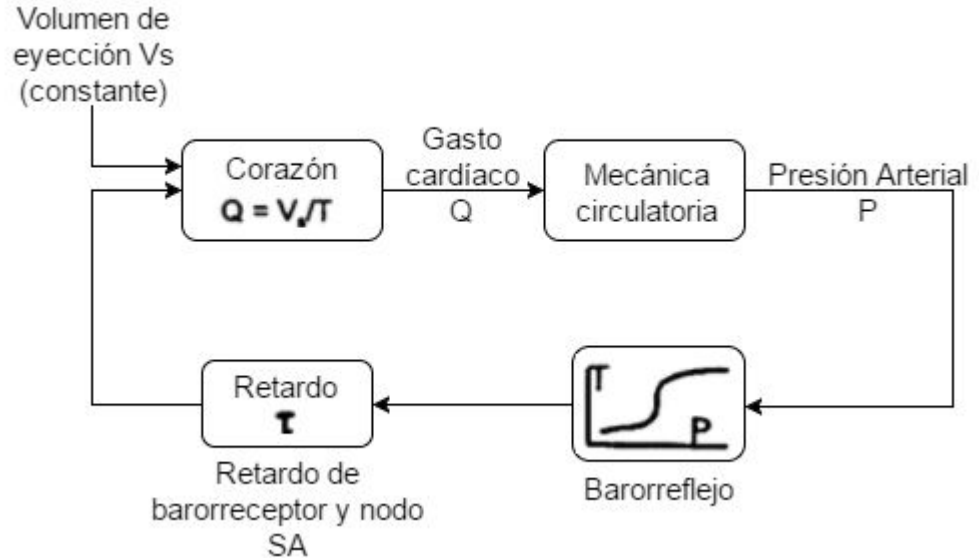 Volumen de
eyección Vs
(constante)
Corazón
Q = Vs/T
Gasto
cardíaco
Q
Mecánica
circulatoria
Presión Arterial
P
Retardo
τ
Retardo de
barorreceptor y nodo
SA
T
P
Barorreflejo